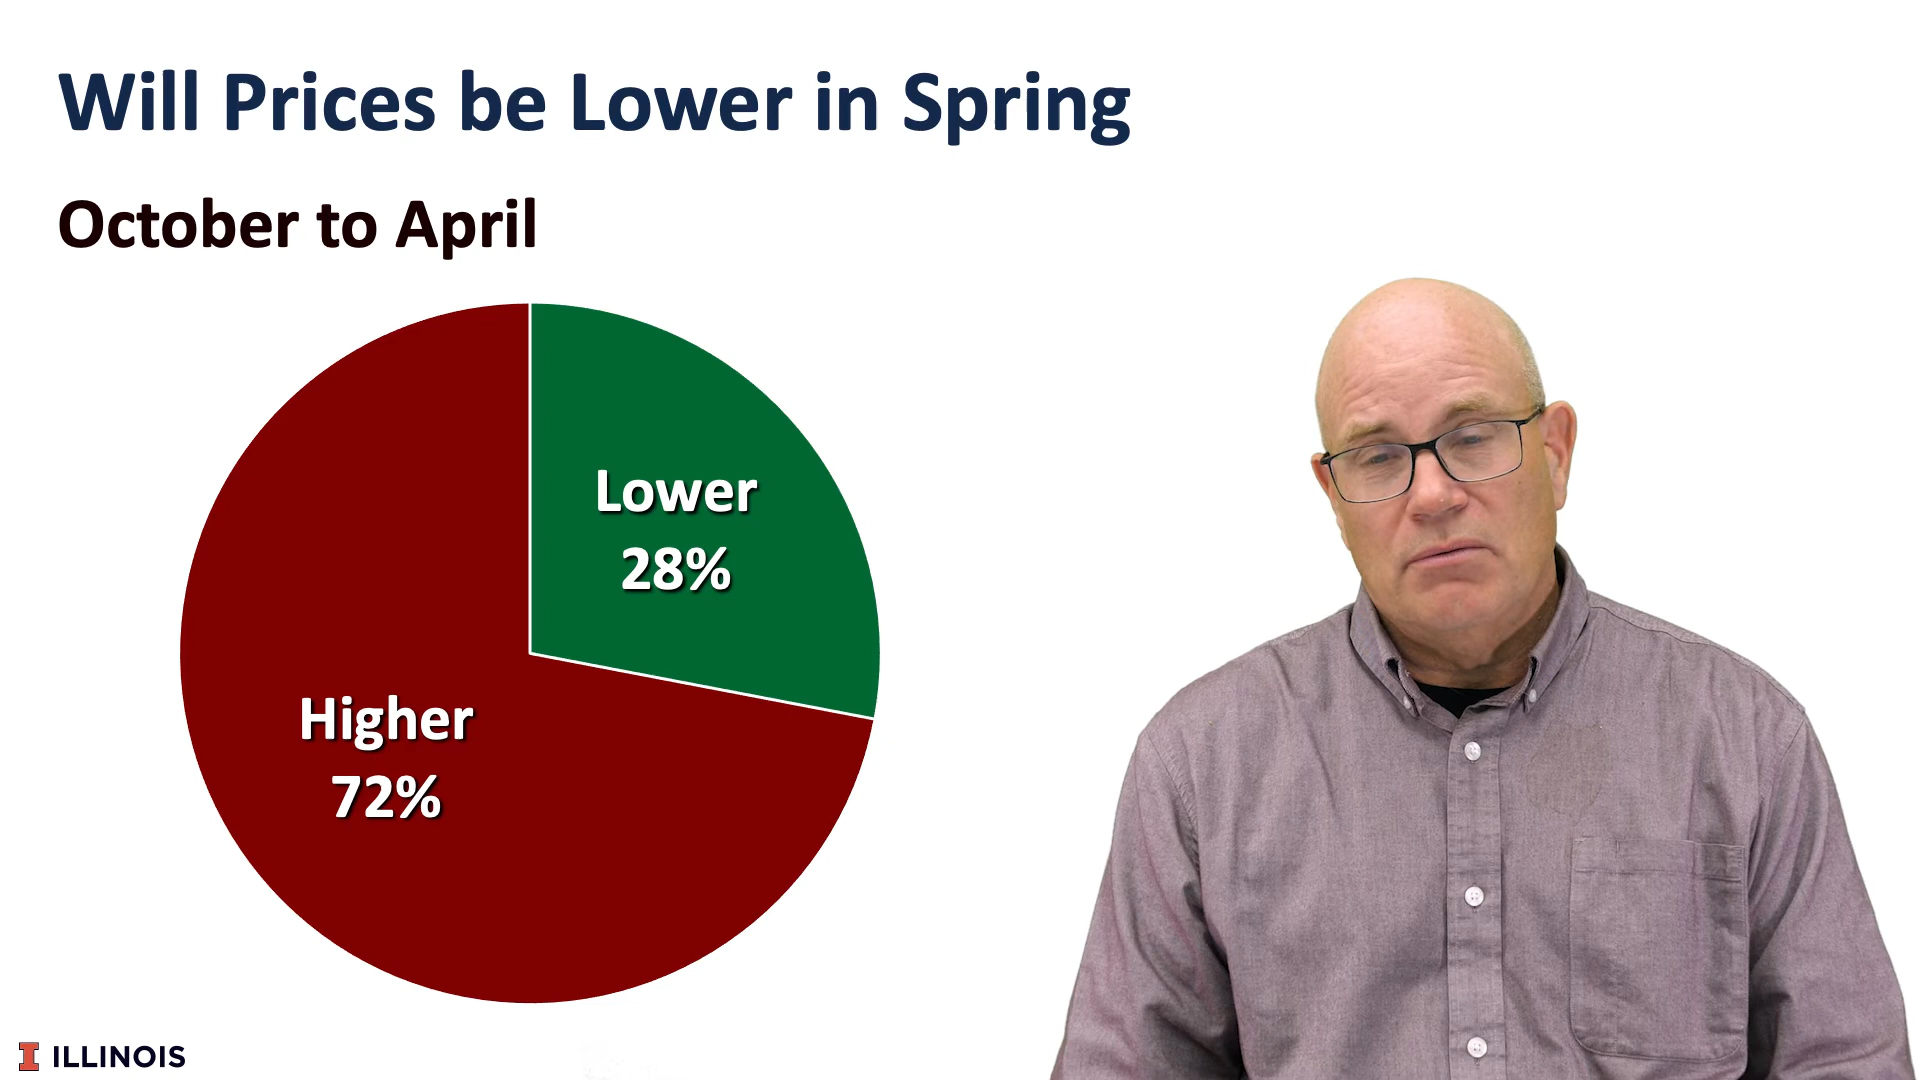 Will Prices be Lower in Spring
October to April
Lower
28%
Higher
72%
ILLINOIS